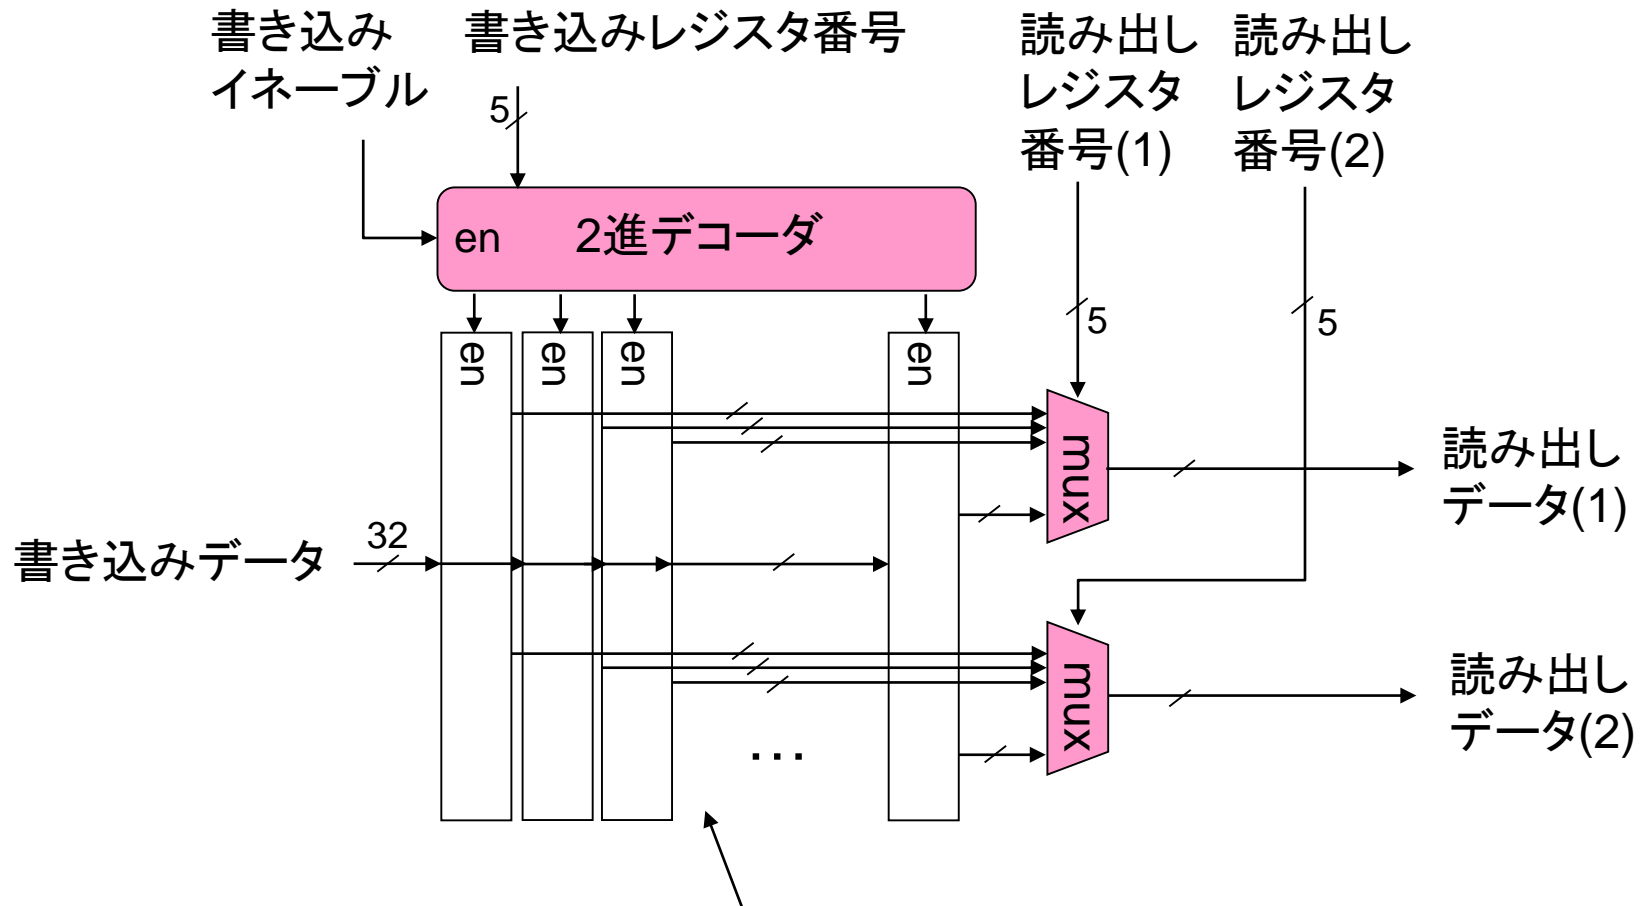 書き込み
イネーブル
書き込みレジスタ番号
読み出し
レジスタ
番号(1)
読み出し
レジスタ
番号(2)
5
en
2進デコーダ
5
5
en
en
en
en
mux
読み出し
データ(1)
書き込みデータ
32
mux
読み出し
データ(2)
...